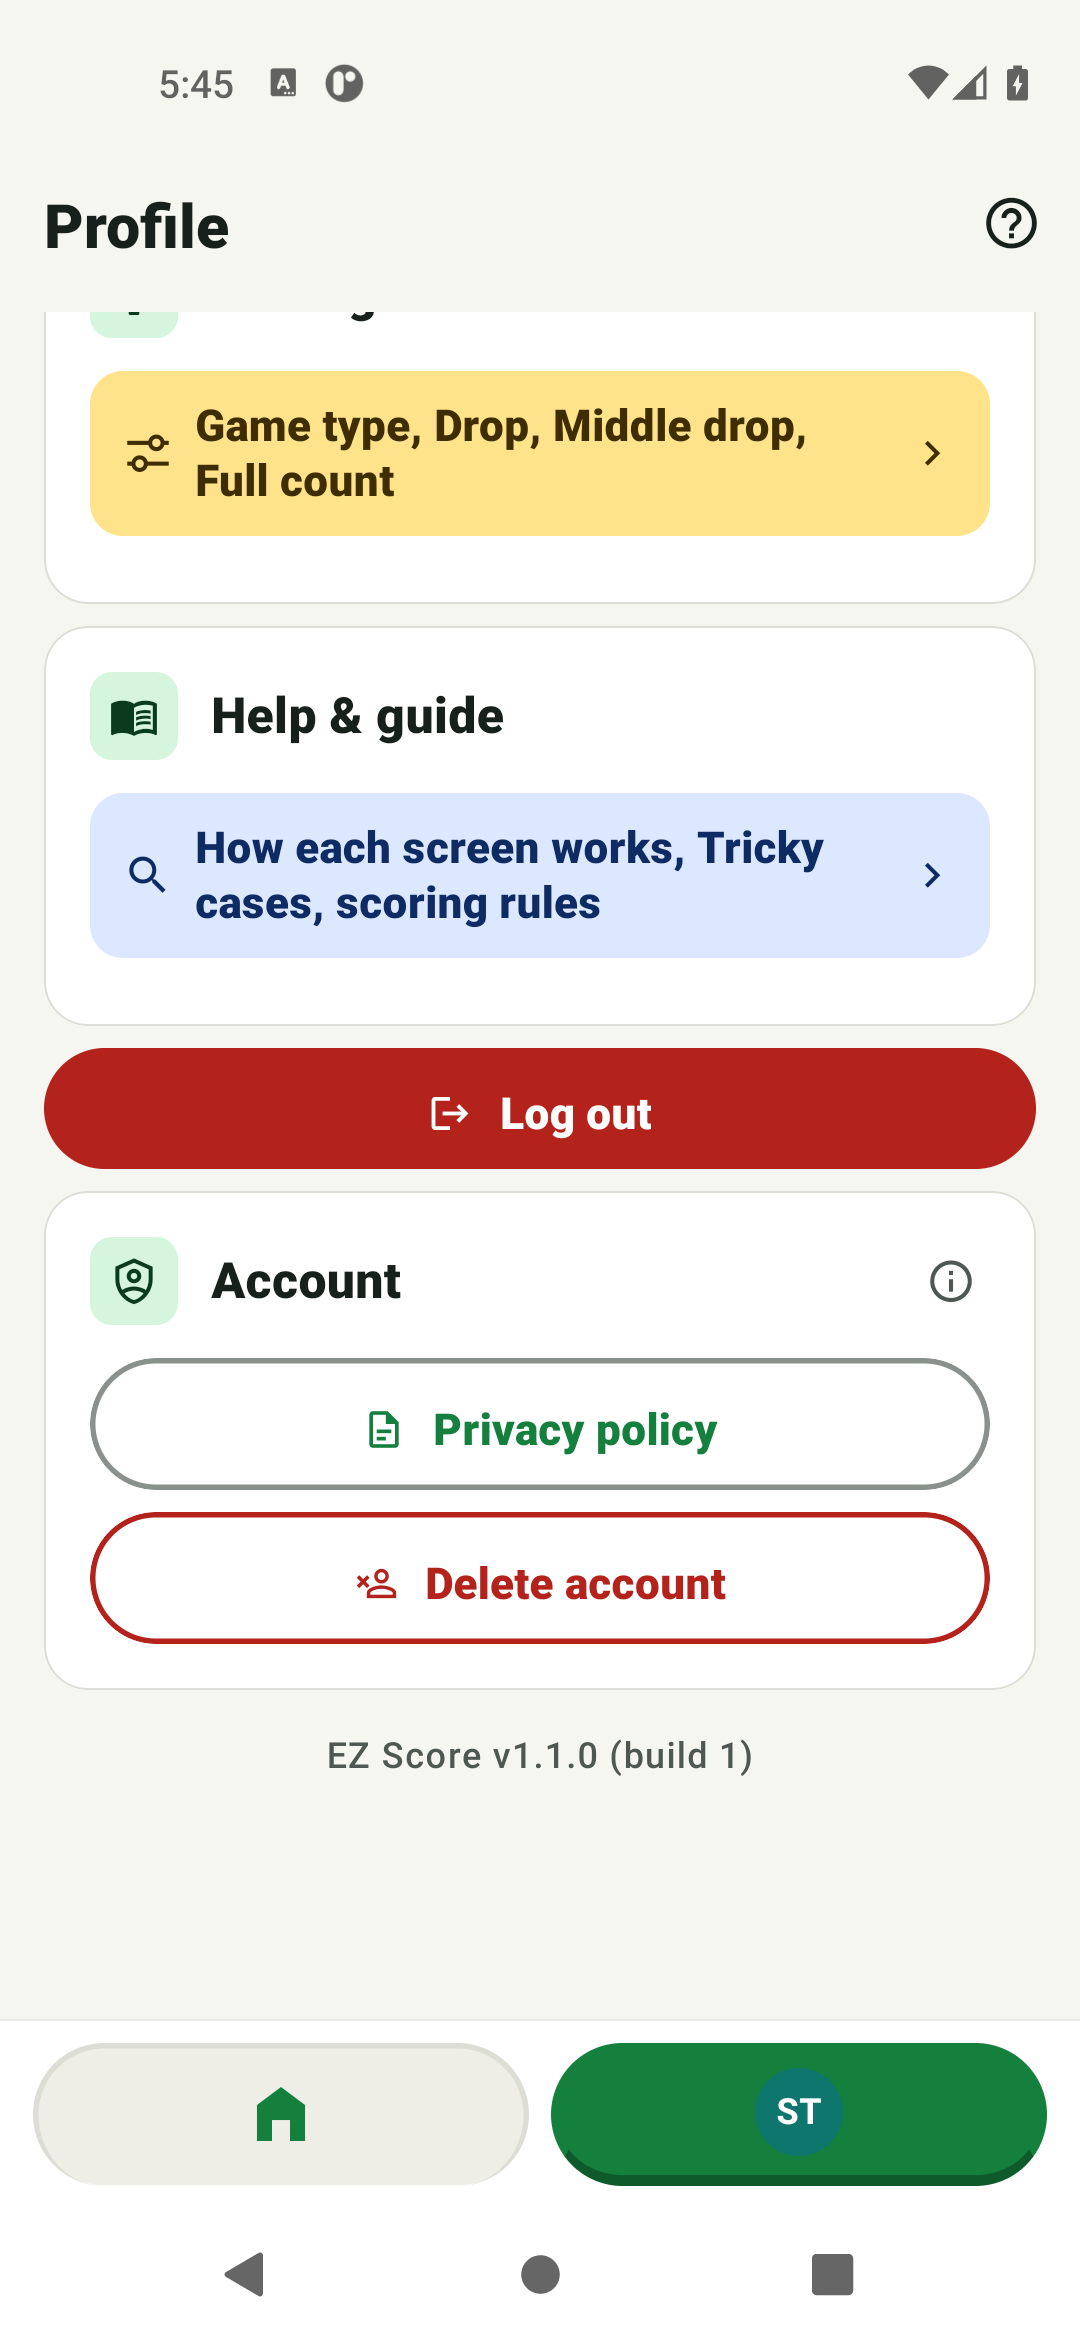 5:45
Profile
Game type, Drop, Middle drop,
Full count
Help & guide
How each screen works, Tricky
cases, scoring rules
Log out
Account
Privacy policy
Delete account
EZ Score v1.1.0 (build 1)
ST